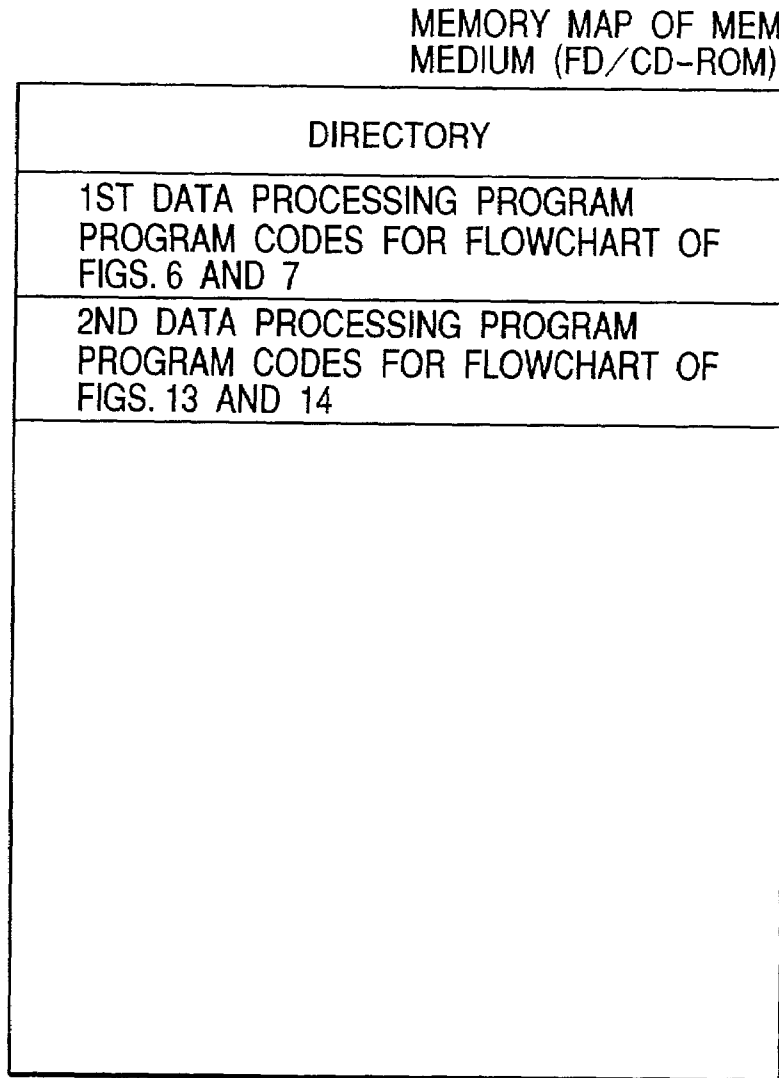 MEMORY MAP OF MEM
MEDIUM (FD/CD-ROM)
DIRECTORY
1ST DATA PROCESSING PROGRAM
PROGRAM CODES FOR FLOWCHART OF
FIGS. 6 AND 7
2ND DATA PROCESSING PROGRAM
PROGRAM CODES FOR FLOWCHART OF
FIGS. 13 AND 14